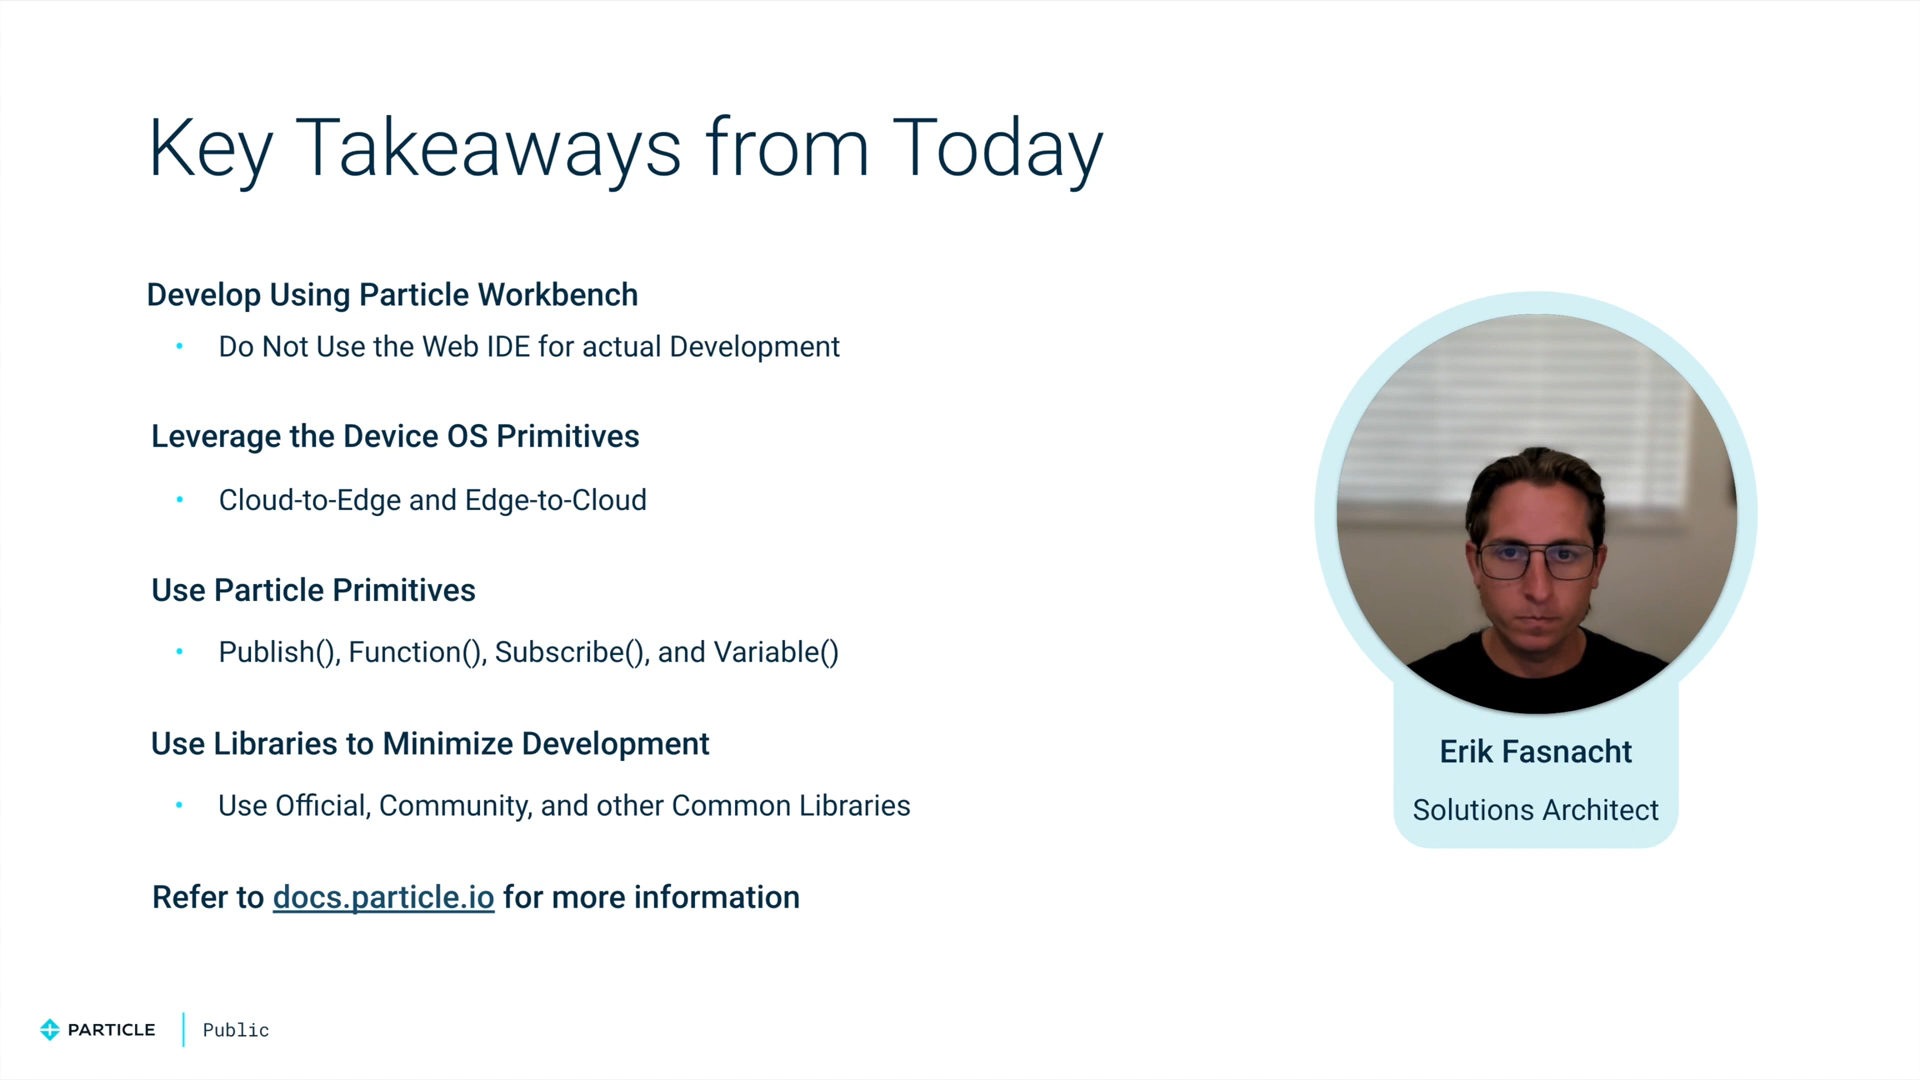 Key Takeaways from Today
Develop Using Particle Workbench
• Do Not Use the Web IDE for actual Development
Leverage the Device OS Primitives
• Cloud-to-Edge and Edge-to-Cloud
Use Particle Primitives
• Publish(), Function(), Subscribe(), and Variable()
Use Libraries to Minimize Development
• Use Official, Community, and other Common Libraries
Refer to docs.particle.io for more information
Erik Fasnacht
Solutions Architect
PARTICLE | Public